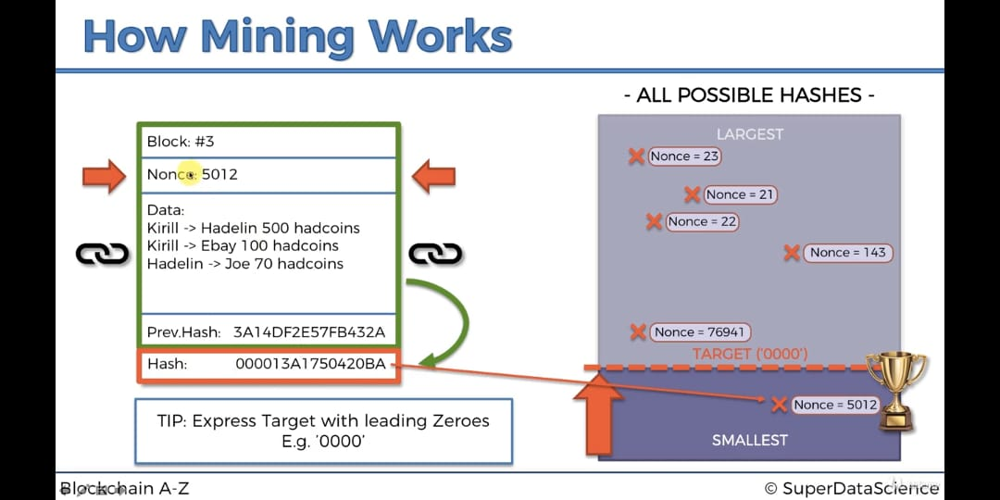 How Mining Works
- ALL POSSIBLE HASHES -
Block: #3
Nonce: 5012
Data:
Kirill -> Hadelin 500 hadcoins
Kirill -> Ebay 100 hadcoins
Hadelin -> Joe 70 hadcoins
Prev.Hash: 3A14DF2E57FB432A
Hash: 000013A1750420BA
TIP: Express Target with leading Zeroes
E.g. '0000'
LARGEST
Nonce = 23
Nonce = 21
Nonce = 22
Nonce = 143
Nonce = 76941
TARGET ('0000')
Nonce = 5012
SMALLEST
Blockchain A-Z
© SuperDataScience